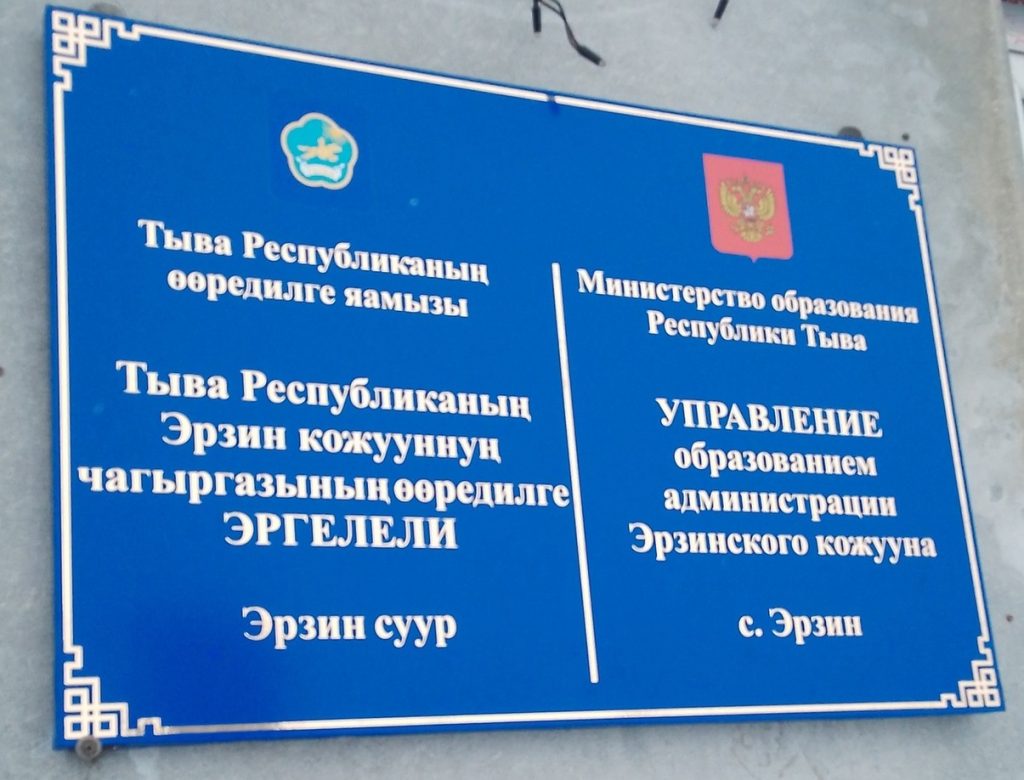 Тыва Республиканың
өөредилге яамызы
Тыва Республиканың
Эрзин кожууннуң
чагыргазының өөредилге
ЭРГЕЛЕЛИ
Эрзин суур
Министерство образования
Республики Тыва
УПРАВЛЕНИЕ
образованием
администрации
Эрзинского кожууна
с. Эрзин